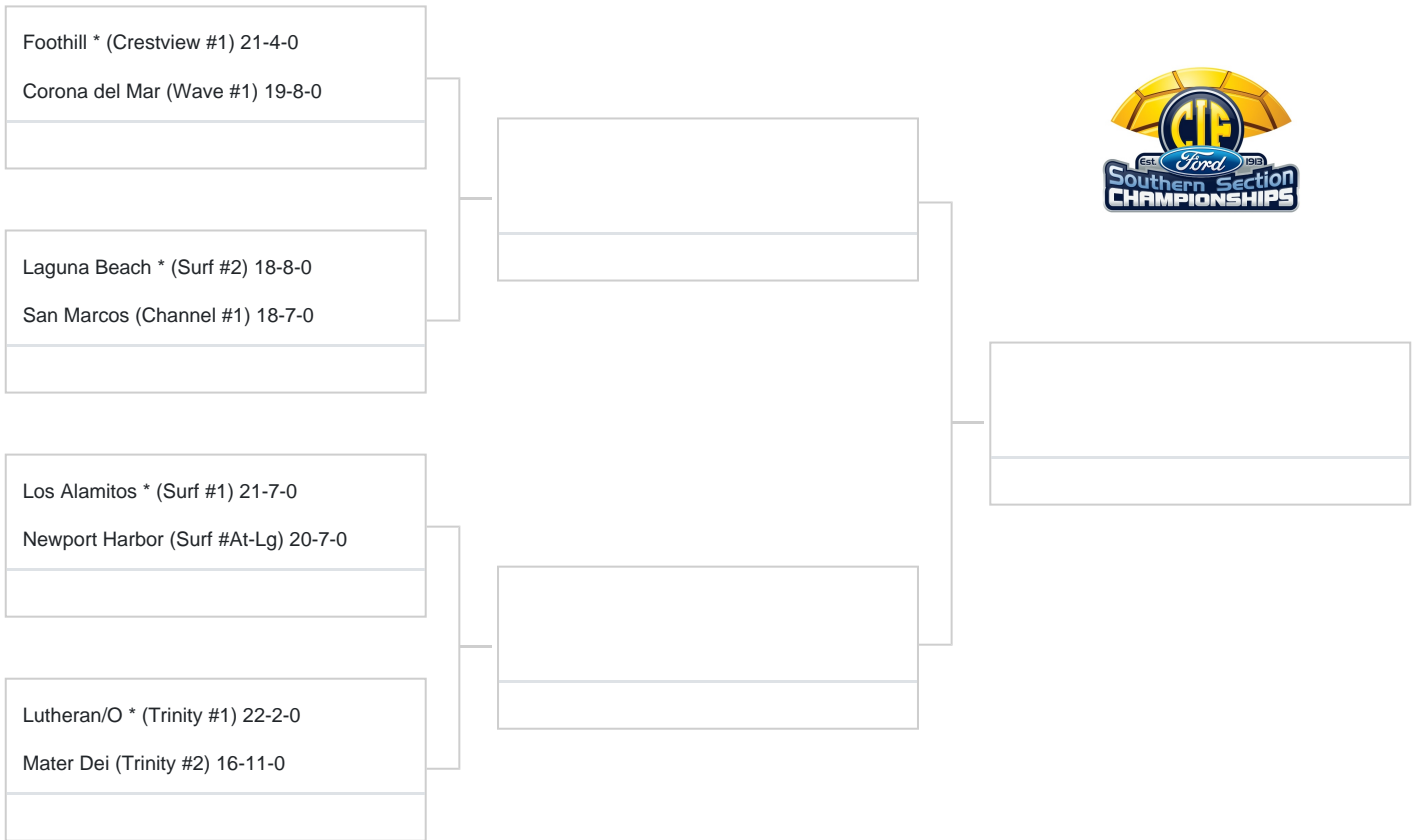 Foothill * (Crestview #1) 21-4-0
Corona del Mar (Wave #1) 19-8-0
Laguna Beach * (Surf #2) 18-8-0
San Marcos (Channel #1) 18-7-0
Los Alamitos * (Surf #1) 21-7-0
Newport Harbor (Surf #At-Lg) 20-7-0
Lutheran/O * (Trinity #1) 22-2-0
Mater Dei (Trinity #2) 16-11-0
CIF
Est. Ford 1913
Southern Section
CHAMPIONSHIPS